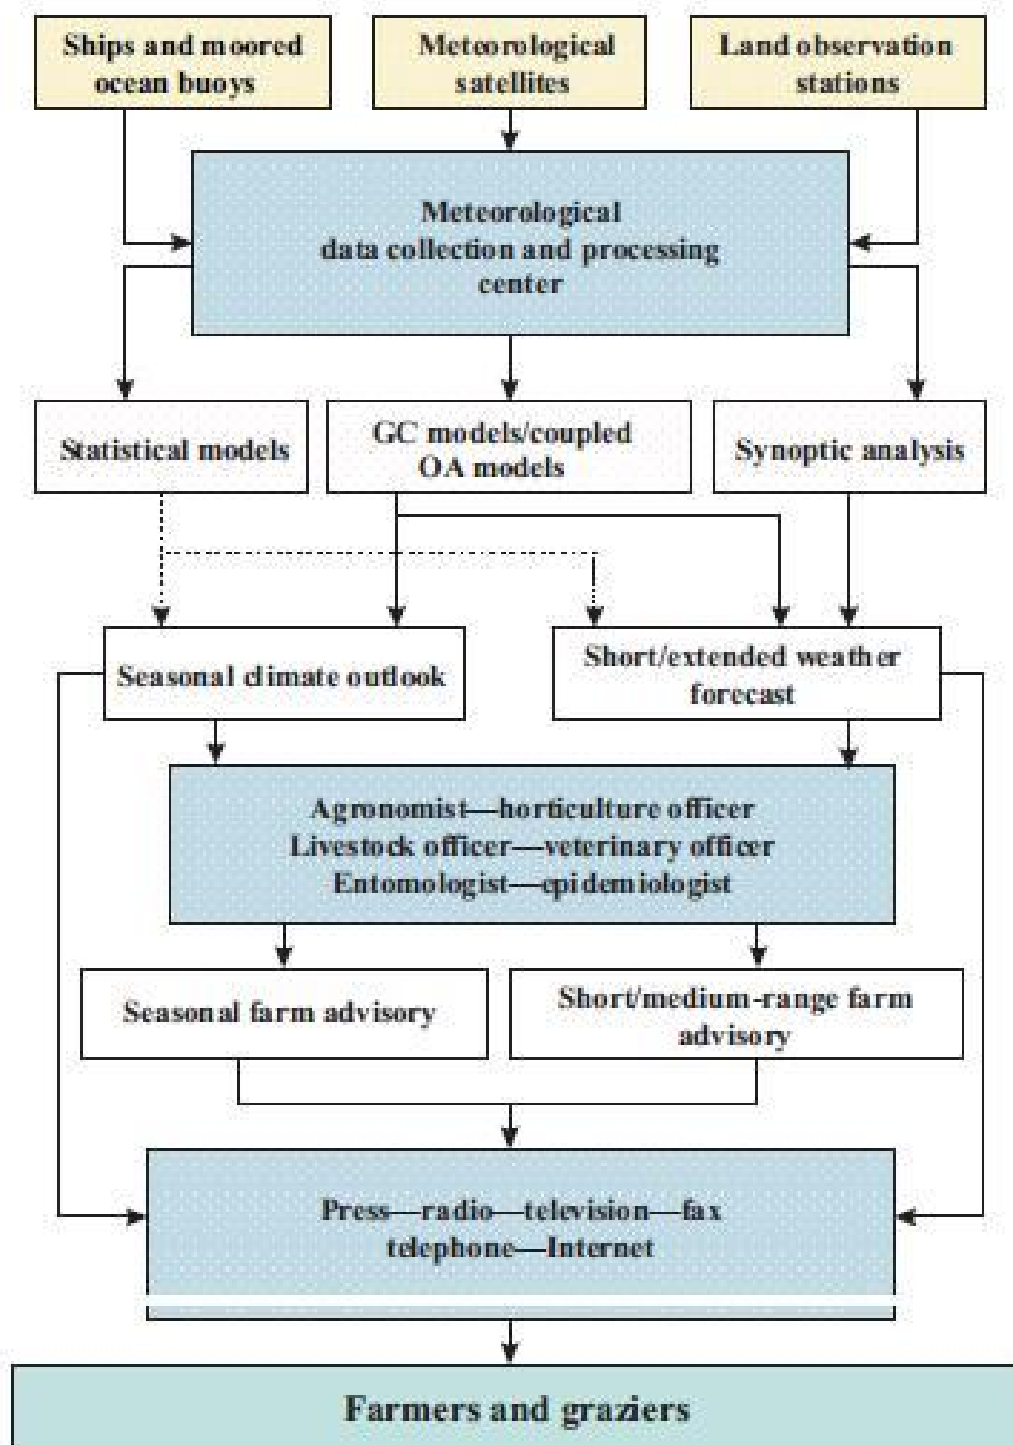 Ships and moored
ocean buoys
Meteorological
satellites
Land observation
stations
Meteorological
data collection and processing
center
Statistical models
GC models/coupled
OA models
Synoptic analysis
Seasonal climate outlook
Short/extended weather
forecast
Agronomist—horticulture officer
Livestock officer—veterinary officer
Entomologist—epidemiologist
Seasonal farm advisory
Short/medium-range farm
advisory
Press—radio—television—fax
telephone—Internet
Farmers and graziers